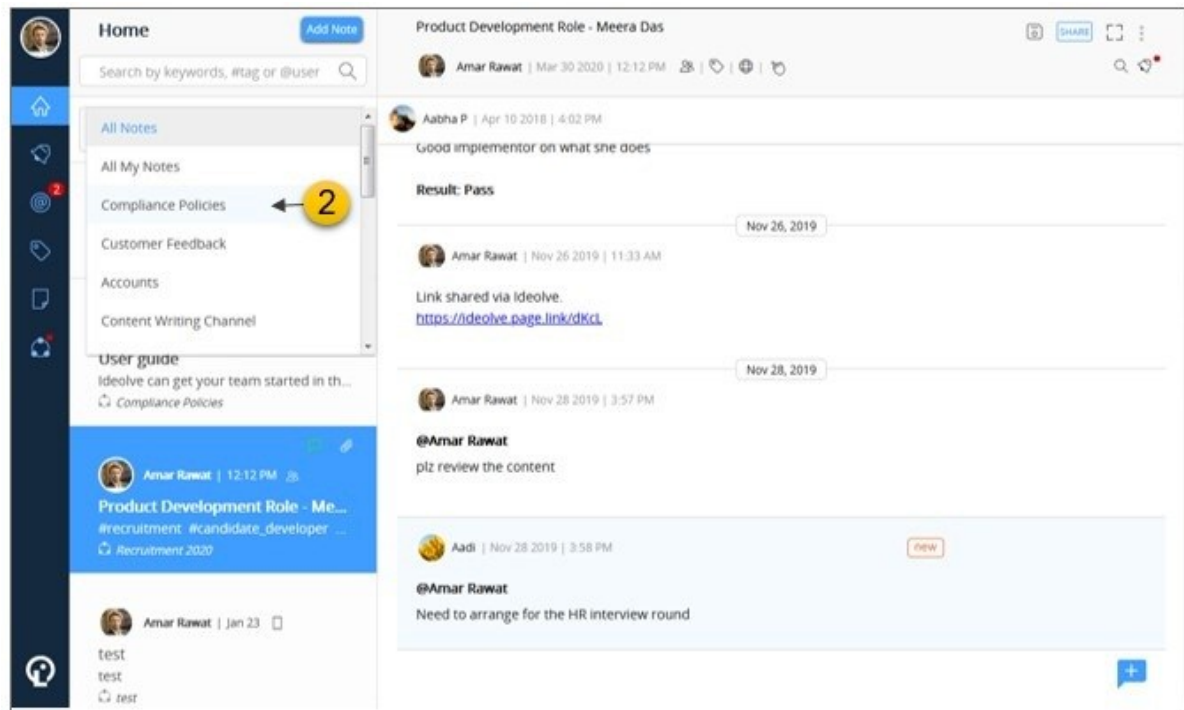 Home
Add Note
Search by keywords, #tag or @user
All Notes
All My Notes
Compliance Policies
2
Customer Feedback
Accounts
Content Writing Channel
2
User guide
Ideolve can get your team started in th...
Compliance Policies
Amar Rawat | 12:12 PM
Product Development Role - Me...
#recruitment #candidate_developer ...
Recruitment 2020
Amar Rawat | Jan 23
test
test
test
Product Development Role - Meera Das
SHARE
Amar Rawat | Mar 30 2020 | 12:12 PM
Aabha P | Apr 10 2018 | 4:02 PM
Good implementor on what she does
Result: Pass
Nov 26, 2019
Amar Rawat | Nov 26 2019 | 11:33 AM
Link shared via Ideolve.
https://ideolve.page.link/dKcL
Nov 28, 2019
Amar Rawat | Nov 28 2019 | 3:57 PM
@Amar Rawat
plz review the content
Aadi | Nov 28 2019 | 3:58 PM
new
@Amar Rawat
Need to arrange for the HR interview round